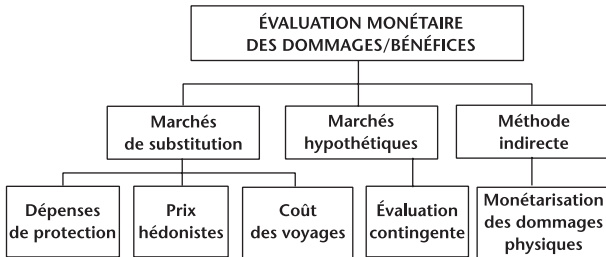 ÉVALUATION MONÉTAIRE
DES DOMMAGES/BÉNÉFICES
Marchés
de substitution
Marchés
hypothétiques
Méthode
indirecte
Dépenses
de protection
Prix
hédonistes
Coût
des voyages
Évaluation
contingente
Monétarisation
des dommages
physiques